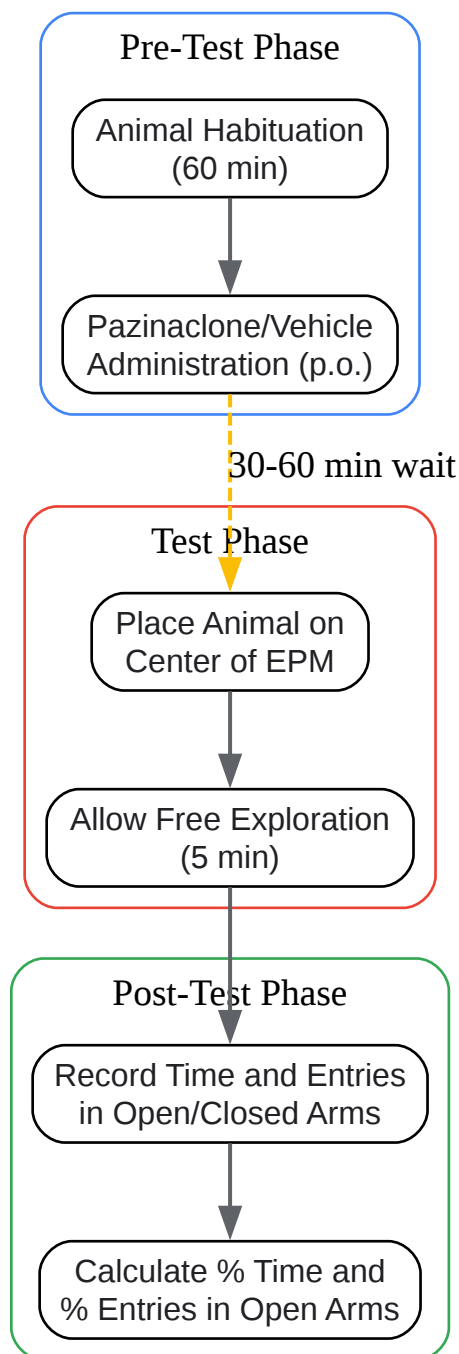 Pre-Test Phase
Animal Habituation
(60 min)
Pazinaclone/Vehicle
Administration (p.o.)
30-60 min wait
Test Phase
Place Animal on
Center of EPM
Allow Free Exploration
(5 min)
Post-Test Phase
Record Time and Entries
in Open/Closed Arms
Calculate % Time and
% Entries in Open Arms